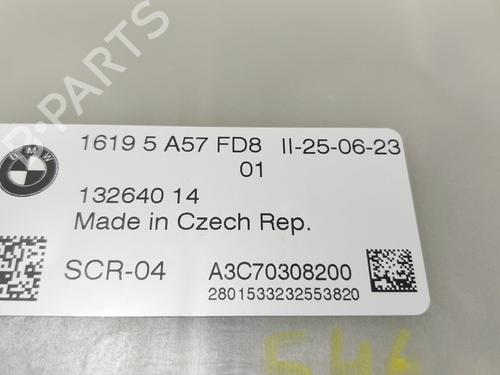 B-PARTS
BMW
1619 5 A57 FD8 II-25-06-23
01
132640 14
Made in Czech Rep.
SCR-04 A3C70308200
2801533232553820
546